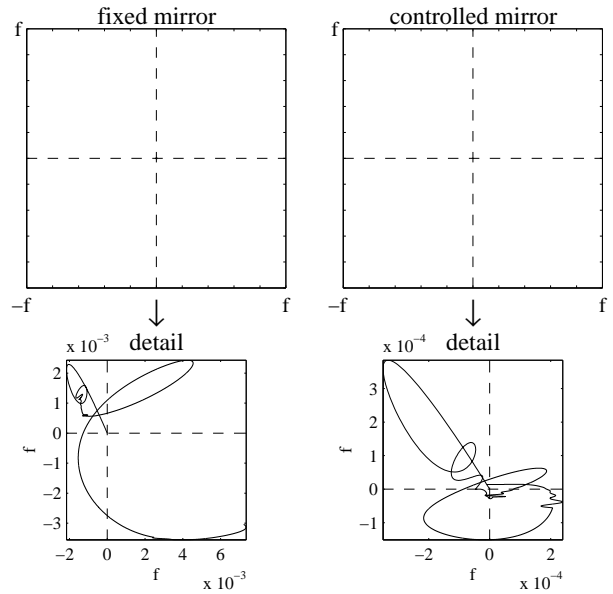 fixed mirror
controlled mirror
f
f
−f
f
−f
f
detail
detail
x 10⁻³
x 10⁻⁴
2
1
0
−1
−2
−3
f
−2
0
2
4
6
f
x 10⁻³
3
2
1
0
−1
f
−2
0
2
f
x 10⁻⁴